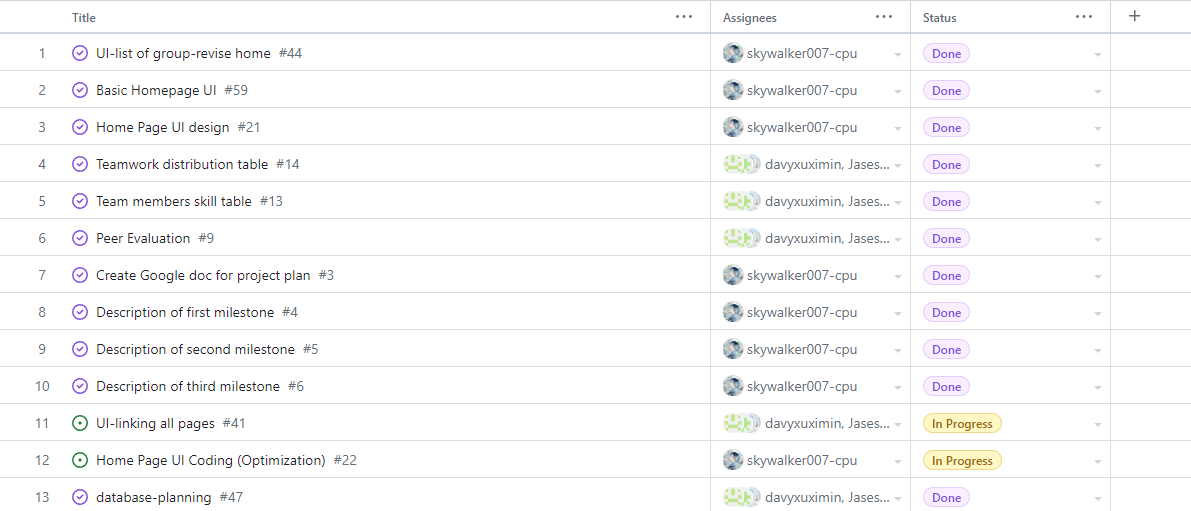 Title ... Assignees ... Status ... +
1 UI-list of group-revise home #44 skywalker007-cpu Done
2 Basic Homepage UI #59 skywalker007-cpu Done
3 Home Page UI design #21 skywalker007-cpu Done
4 Teamwork distribution table #14 davyxuximin, Jases... Done
5 Team members skill table #13 davyxuximin, Jases... Done
6 Peer Evaluation #9 davyxuximin, Jases... Done
7 Create Google doc for project plan #3 skywalker007-cpu Done
8 Description of first milestone #4 skywalker007-cpu Done
9 Description of second milestone #5 skywalker007-cpu Done
10 Description of third milestone #6 skywalker007-cpu Done
11 UI-linking all pages #41 davyxuximin, Jases... In Progress
12 Home Page UI Coding (Optimization) #22 skywalker007-cpu In Progress
13 database-planning #47 davyxuximin, Jases... Done